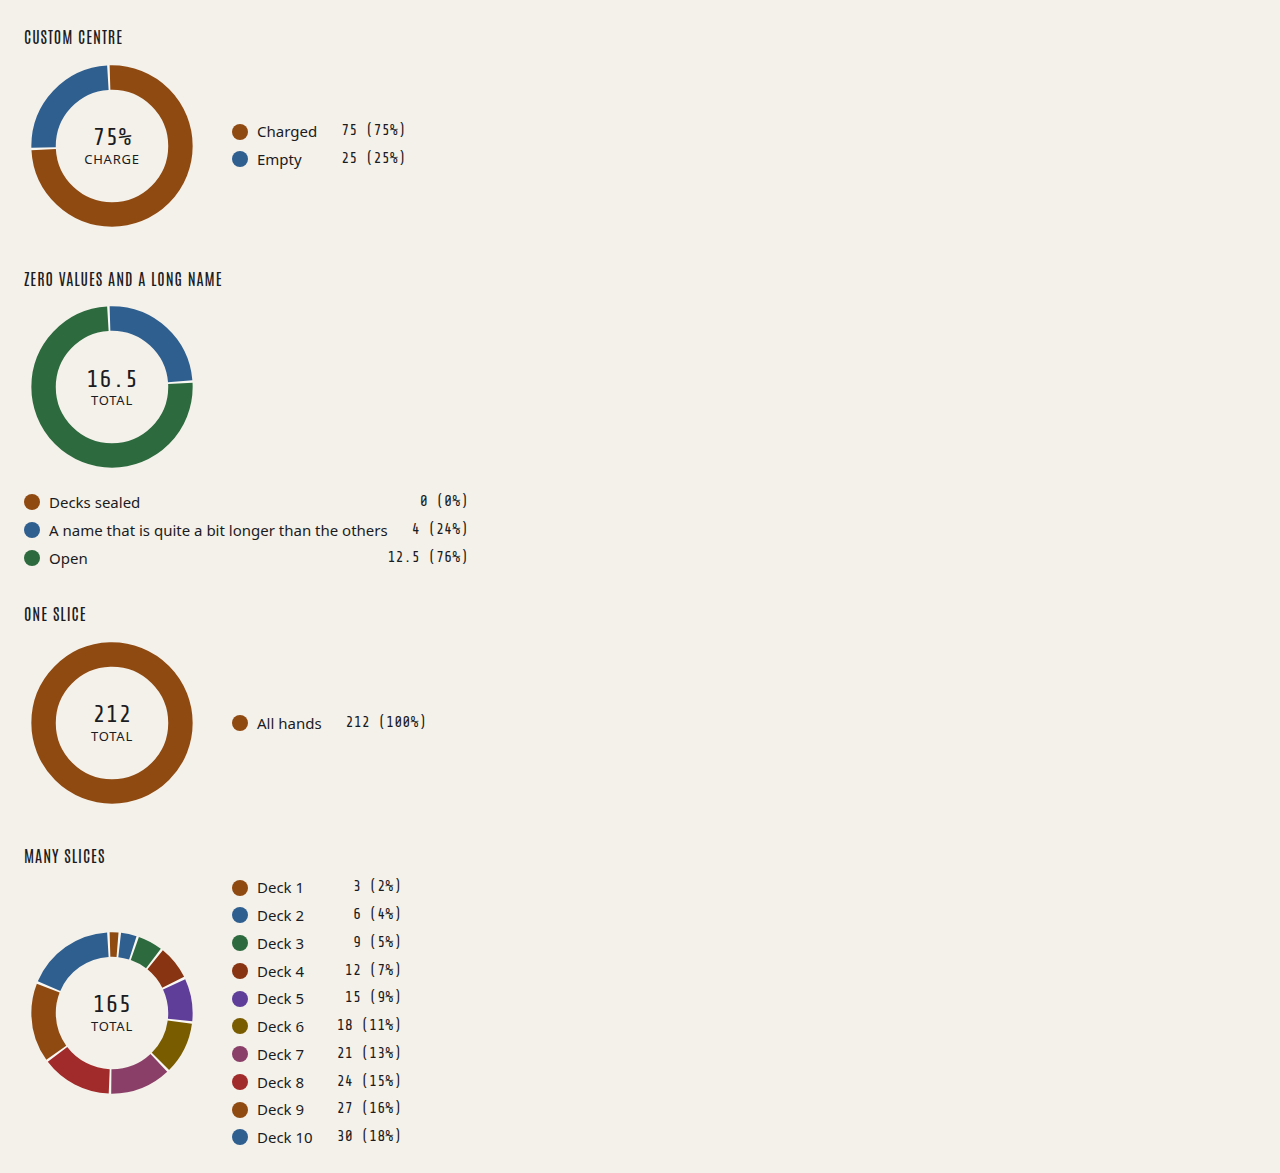 CUSTOM CENTRE
75%
CHARGE
Charged 75 (75%)
Empty 25 (25%)
ZERO VALUES AND A LONG NAME
16.5
TOTAL
Decks sealed 0 (0%)
A name that is quite a bit longer than the others 4 (24%)
Open 12.5 (76%)
ONE SLICE
212
TOTAL
All hands 212 (100%)
MANY SLICES
165
TOTAL
Deck 1 3 (2%)
Deck 2 6 (4%)
Deck 3 9 (5%)
Deck 4 12 (7%)
Deck 5 15 (9%)
Deck 6 18 (11%)
Deck 7 21 (13%)
Deck 8 24 (15%)
Deck 9 27 (16%)
Deck 10 30 (18%)